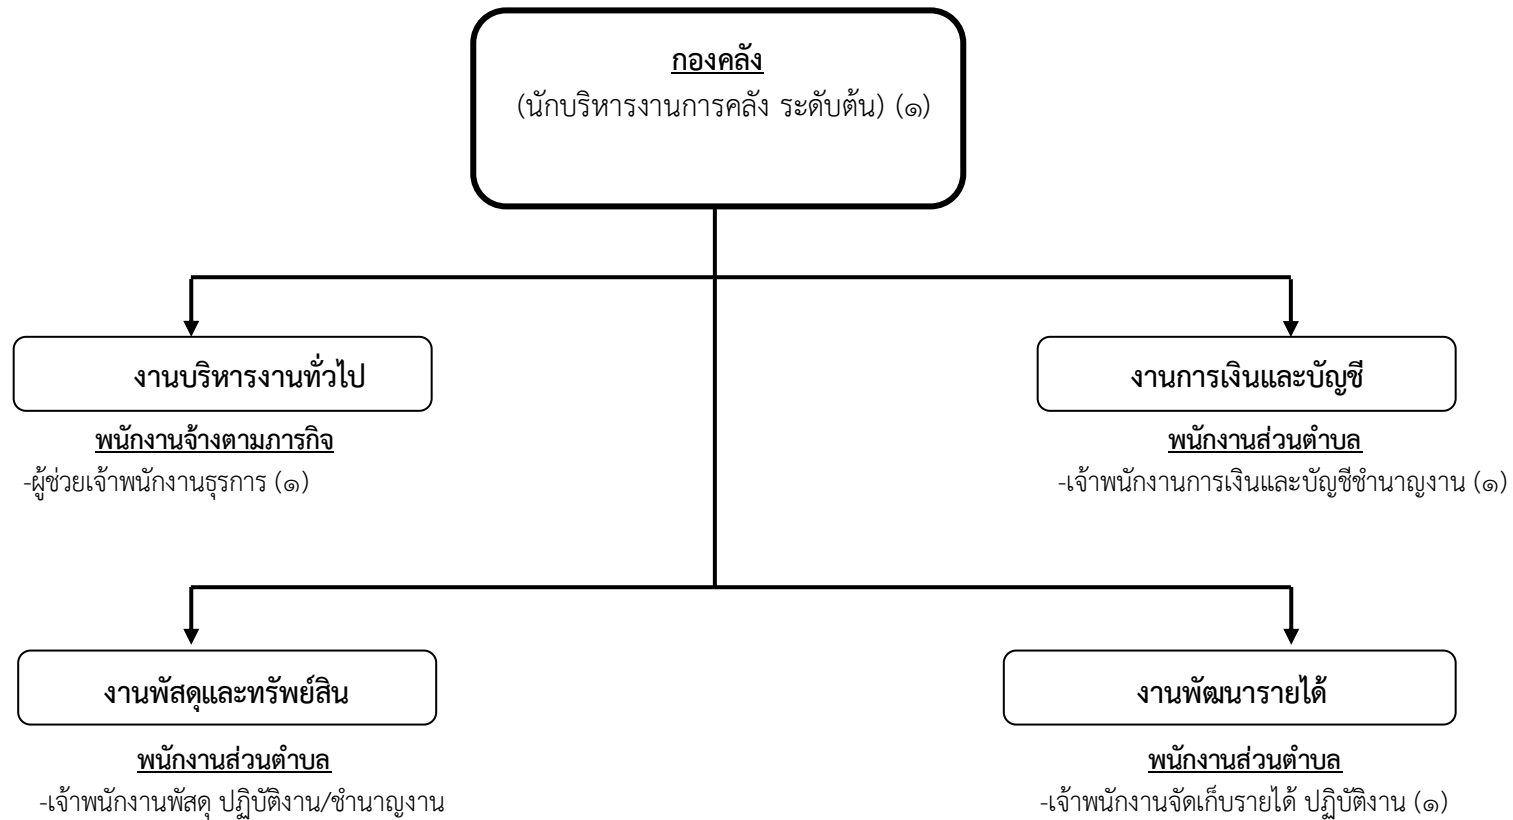 กองคลัง
(นักบริหารงานการคลัง ระดับต้น) (๑)
งานบริหารงานทั่วไป
พนักงานจ้างตามภารกิจ
-ผู้ช่วยเจ้าพนักงานธุรการ (๑)
งานการเงินและบัญชี
พนักงานส่วนตำบล
-เจ้าพนักงานการเงินและบัญชีชำนาญงาน (๑)
งานพัสดุและทรัพย์สิน
พนักงานส่วนตำบล
-เจ้าพนักงานพัสดุ ปฏิบัติงาน/ชำนาญงาน
งานพัฒนารายได้
พนักงานส่วนตำบล
-เจ้าพนักงานจัดเก็บรายได้ ปฏิบัติงาน (๑)